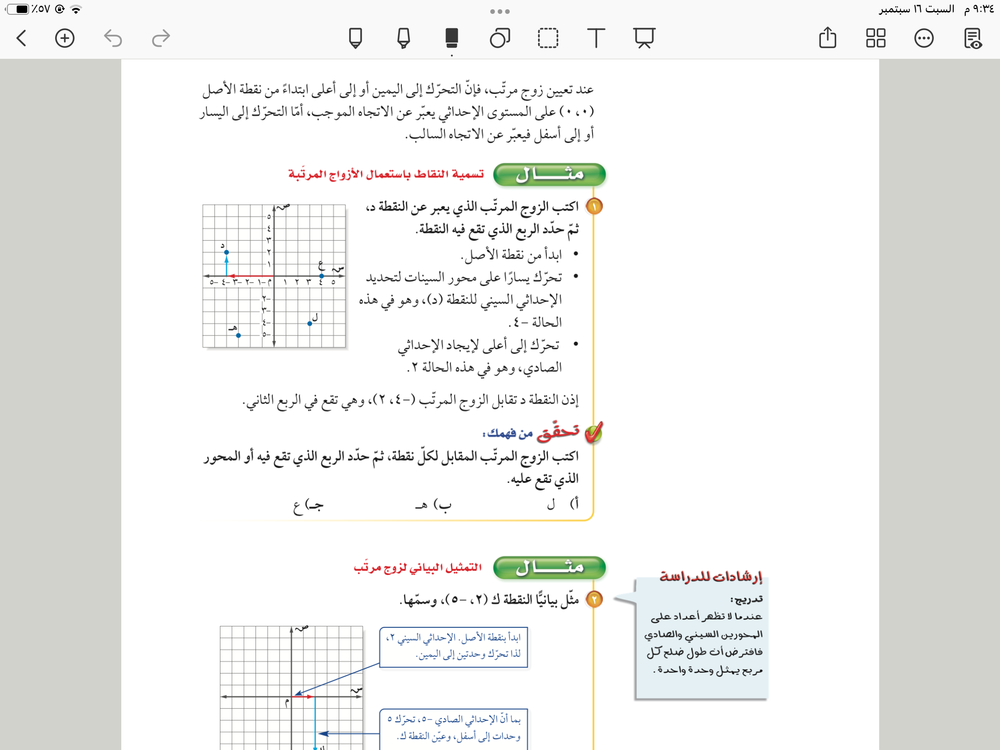 ٩:٣٤ م السبت ١٦ سبتمبر
٥٧٪
عند تعيين زوج مرتّب، فإنّ التحرّك إلى اليمين أو إلى أعلى ابتداءً من نقطة الأصل
(٠، ٠) على المستوى الإحداثي يعبّر عن الاتجاه الموجب، أمّا التحرّك إلى اليسار
أو إلى أسفل فيعبّر عن الاتجاه السالب.
مثـــــال تسمية النقاط باستعمال الأزواج المرتّبة
١ اكتب الزوج المرتّب الذي يعبر عن النقطة د،
ثمّ حدّد الربع الذي تقع فيه النقطة.
• ابدأ من نقطة الأصل.
• تحرّك يسارًا على محور السينات لتحديد
الإحداثي السيني للنقطة (د)، وهو في هذه
الحالة –٤.
• تحرّك إلى أعلى لإيجاد الإحداثي
الصادي، وهو في هذه الحالة ٢.
ص
٥
٤
د
٣
٢
١
ع
س
–٥ –٤ –٣ –٢ –١ م ١ ٢ ٣ ٤ ٥
–٢
–٣
–٤
–٥
ل
هـ
إذن النقطة د تقابل الزوج المرتّب (–٤، ٢)، وهي تقع في الربع الثاني.
تحقّق من فهمك:
اكتب الزوج المرتّب المقابل لكلّ نقطة، ثمّ حدّد الربع الذي تقع فيه أو المحور
الذي تقع عليه.
أ) ل ب) هـ جـ) ع
مثـــــال التمثيل البياني لزوج مرتّب
٢ مثّل بيانيًّا النقطة ك (٢، –٥)، وسمّها.
ابدأ بنقطة الأصل. الإحداثي السيني ٢،
لذا تحرّك وحدتين إلى اليمين.
بما أنّ الإحداثي الصادي –٥، تحرّك ٥
وحدات إلى أسفل، وعيّن النقطة ك.
ص
س
م
ك
إرشادات للدراسة
تدريج:
عندما لا تظهر أعداد على
المحورين السيني والصادي
فافترض أن طول ضلع كل
مربع يمثل وحدة واحدة.